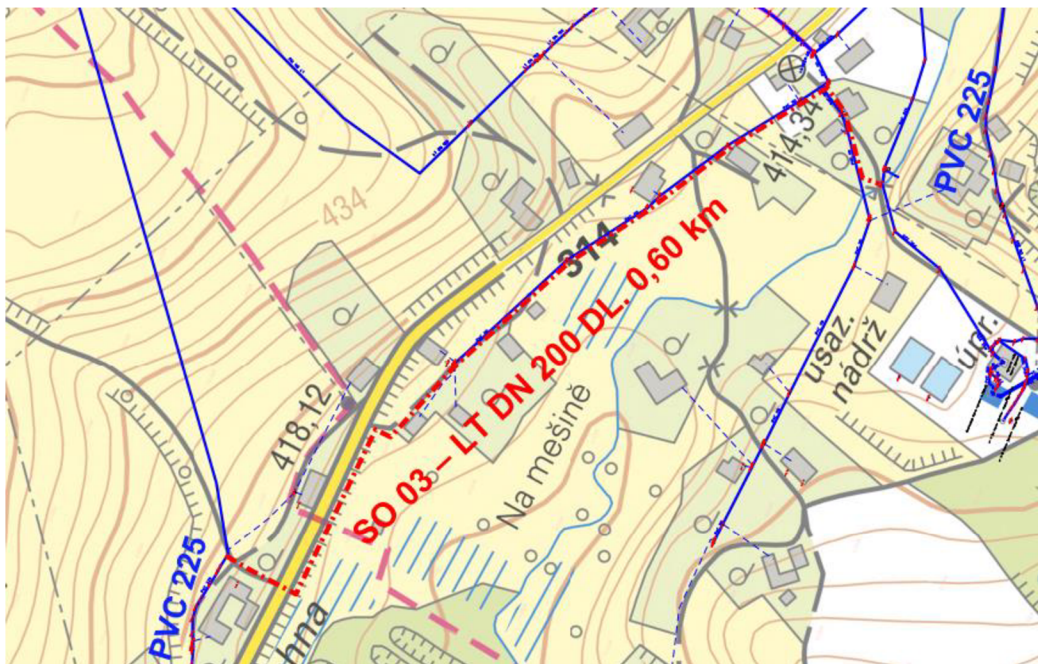 PVC 225
414,34
434
314
SO 03 – LT DN 200 DL. 0,60 km
usaz.
nádrž
úpr.
418,12
Na mešině
PVC 225
hna